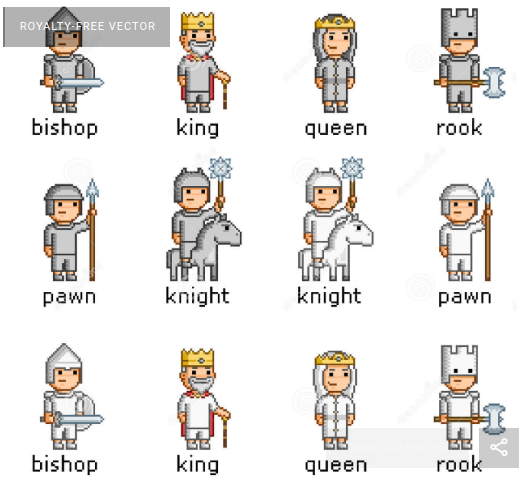 ROYALTY-FREE VECTOR
bishop king queen rook
pawn knight knight pawn
bishop king queen rook